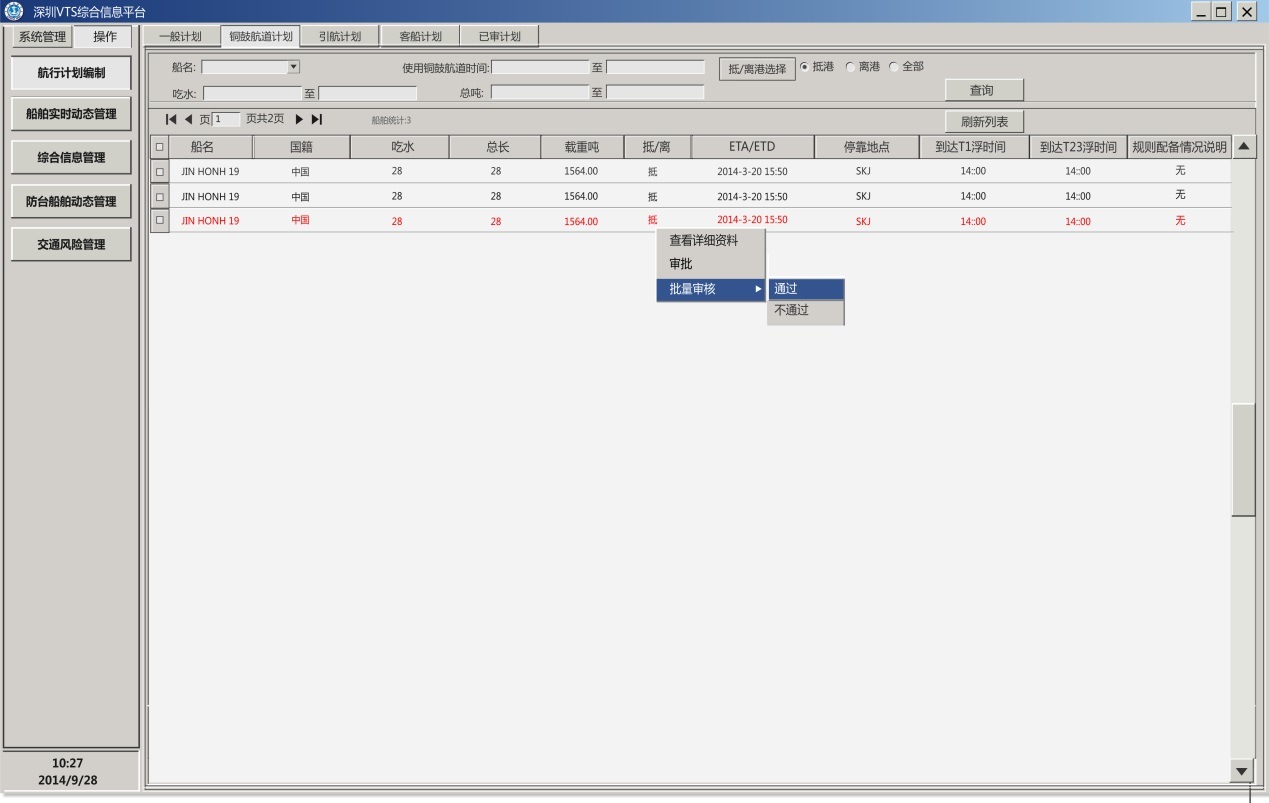 深圳VTS综合信息平台
系统管理 操作 一般计划 铜鼓航道计划 引航计划 客船计划 已审计划
航行计划编制
船舶实时动态管理
综合信息管理
防台船舶动态管理
交通风险管理
船名: 使用铜鼓航道时间: 至 抵/离港选择 抵港 离港 全部
吃水: 至 总吨: 至 查询
页 1 页共2页 船舶统计:3 刷新列表
船名 国籍 吃水 总长 载重吨 抵/离 ETA/ETD 停靠地点 到达T1浮时间 到达T23浮时间 规则配备情况说明
JIN HONH 19 中国 28 28 1564.00 抵 2014-3-20 15:50 SKJ 14::00 14::00 无
JIN HONH 19 中国 28 28 1564.00 抵 2014-3-20 15:50 SKJ 14::00 14::00 无
JIN HONH 19 中国 28 28 1564.00 抵 2014-3-20 15:50 SKJ 14::00 14::00 无
查看详细资料
审批
批量审核 通过
不通过
10:27
2014/9/28